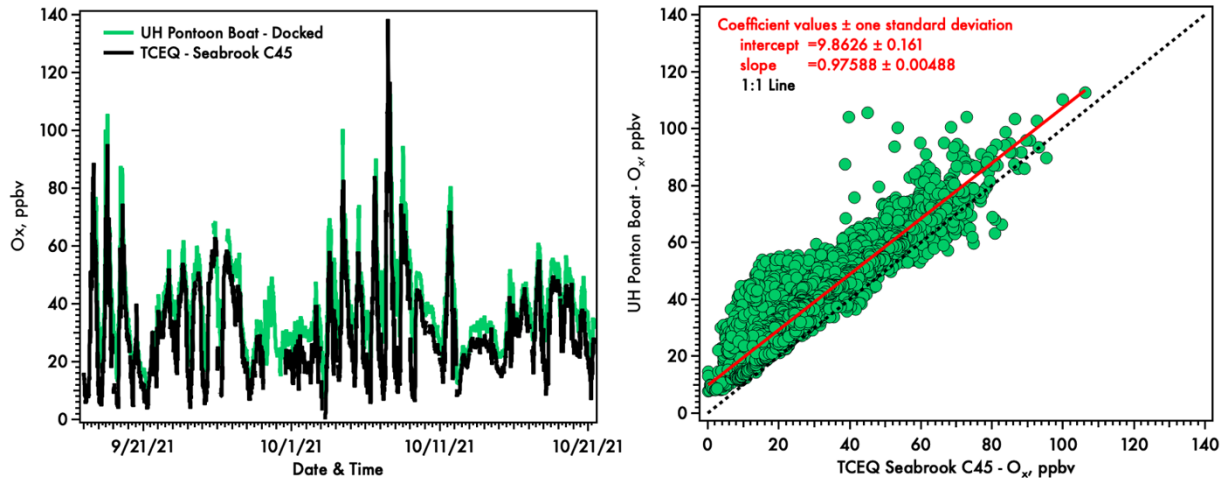 140
120
100
80
60
40
20
0
Ox, ppbv
UH Pontoon Boat - Docked
TCEQ - Seabrook C45
9/21/21
10/1/21
10/11/21
10/21/21
Date & Time
140
120
100
80
60
40
20
0
UH Ponton Boat - Ox, ppbv
Coefficient values ± one standard deviation
intercept =9.8626 ± 0.161
slope =0.97588 ± 0.00488
1:1 Line
0
20
40
60
80
100
120
140
TCEQ Seabrook C45 - Ox, ppbv